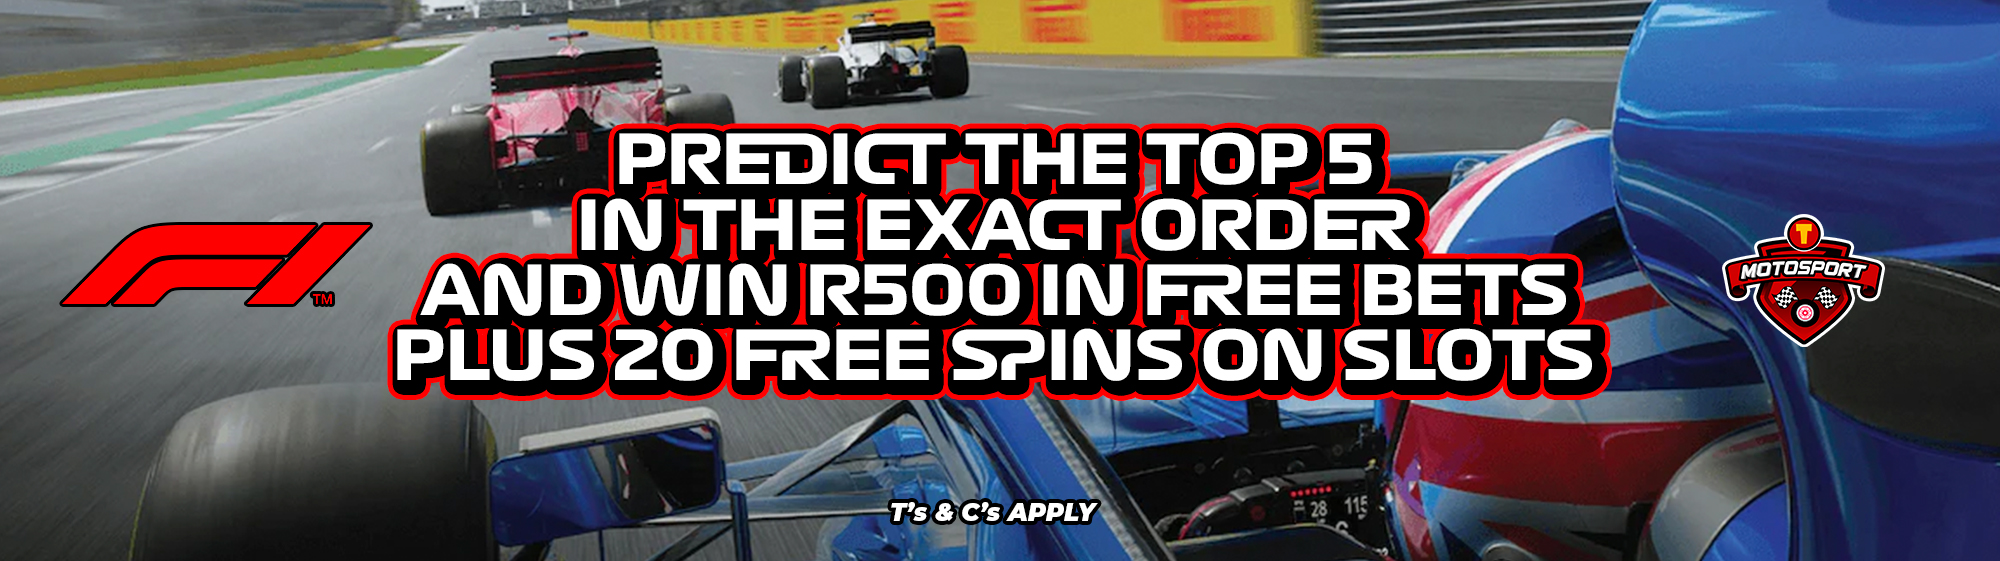 PREDICT THE TOP 5
IN THE EXACT ORDER
AND WIN R500 IN FREE BETS
PLUS 20 FREE SPINS ON SLOTS
F1 TM
T
MOTOSPORT
28 115
T's & C's APPLY